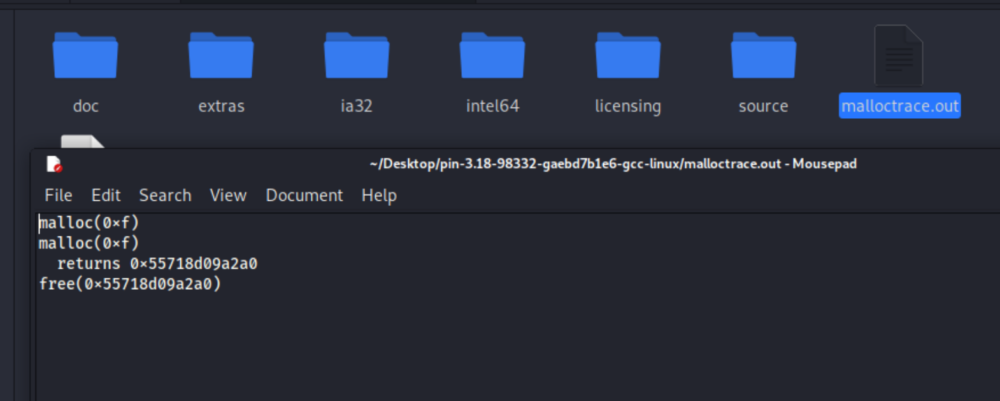 doc extras ia32 intel64 licensing source malloctrace.out
~/Desktop/pin-3.18-98332-gaebd7b1e6-gcc-linux/malloctrace.out - Mousepad
File Edit Search View Document Help
malloc(0×f)
malloc(0×f)
  returns 0×55718d09a2a0
free(0×55718d09a2a0)